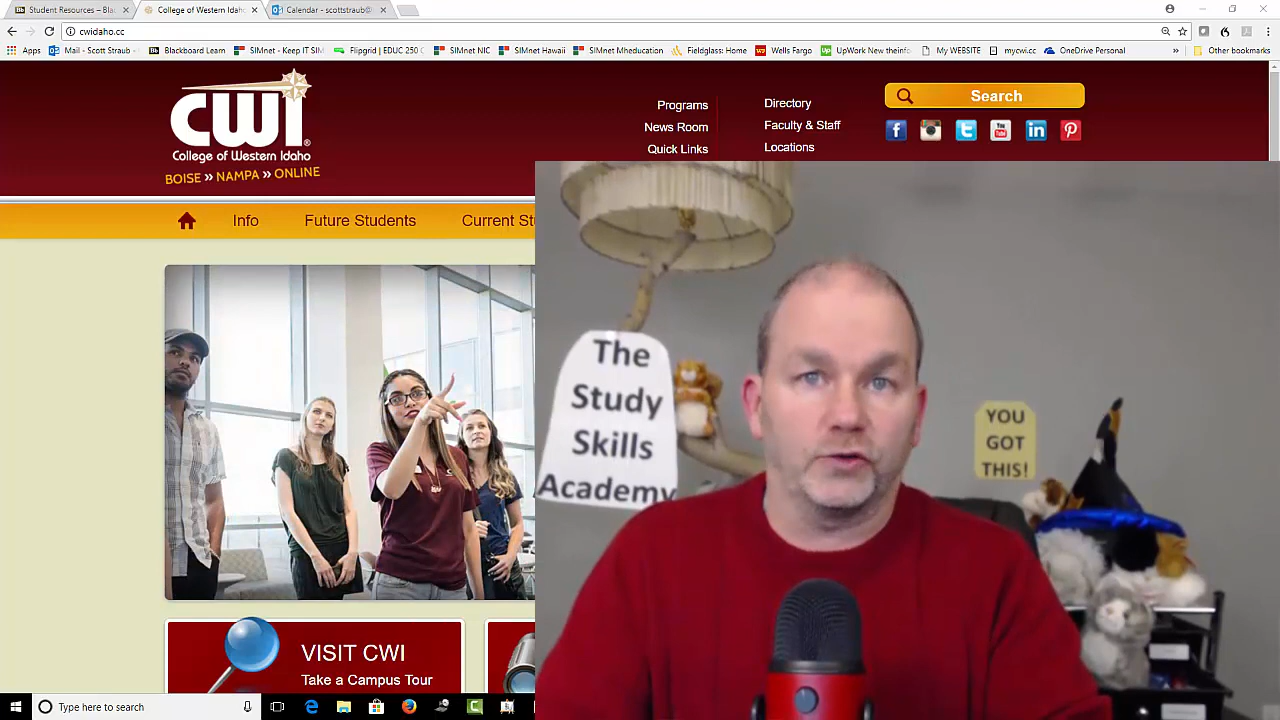 Student Resources – Bla
College of Western Idaho
Calendar - scottstraub@
cwidaho.cc
Apps
Mail - Scott Straub
Blackboard Learn
SIMnet - Keep IT SIM
Flipgrid | EDUC 250 C
SIMnet NIC
SIMnet Hawaii
SIMnet Mheducation
Fieldglass: Home
Wells Fargo
UpWork New theinfo
My WEBSITE
my.cwi.cc
OneDrive Personal
»
Other bookmarks
cwi®
College of Western Idaho
BOISE » NAMPA » ONLINE
Programs
News Room
Quick Links
Directory
Faculty & Staff
Locations
Search
Info
Future Students
Current St
The
Study
Skills
Academy
YOU
GOT
THIS!
VISIT CWI
Take a Campus Tour
Type here to search